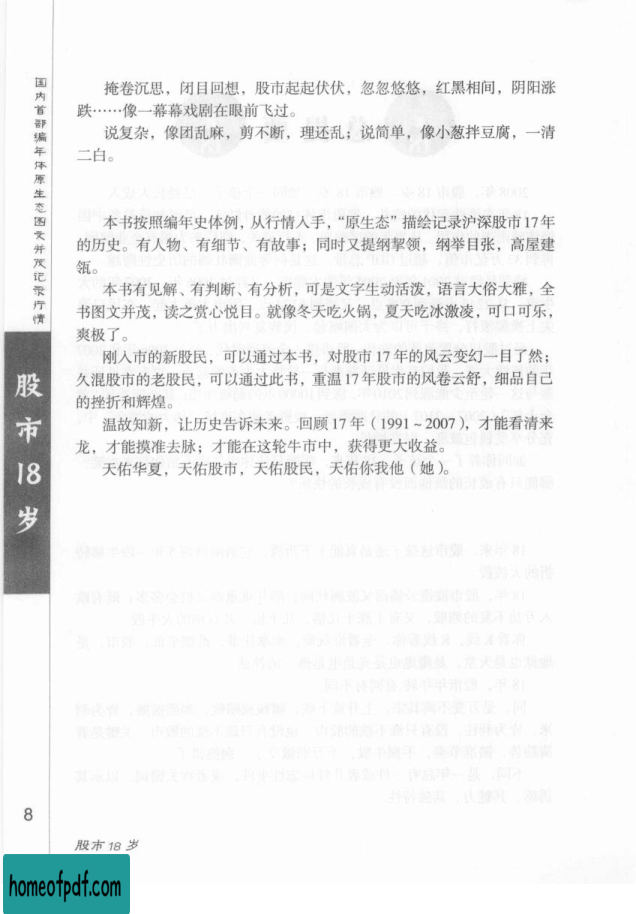 国内首部编年体原生态图文并茂记录行情
股市18岁
掩卷沉思，闭目回想，股市起起伏伏，忽忽悠悠，红黑相间，阴阳涨
跌……像一幕幕戏剧在眼前飞过。
说复杂，像团乱麻，剪不断，理还乱；说简单，像小葱拌豆腐，一清
二白。
本书按照编年史体例，从行情入手，“原生态”描绘记录沪深股市17年
的历史。有人物、有细节、有故事；同时又提纲挈领，纲举目张，高屋建
瓴。
本书有见解、有判断、有分析，可是文字生动活泼，语言大俗大雅，全
书图文并茂，读之赏心悦目。就像冬天吃火锅，夏天吃冰激凌，可口可乐，
爽极了。
刚入市的新股民，可以通过本书，对股市17年的风云变幻一目了然；
久混股市的老股民，可以通过此书，重温17年股市的风卷云舒，细品自己
的挫折和辉煌。
温故知新，让历史告诉未来。回顾17年（1991～2007），才能看清来
龙，才能摸准去脉；才能在这轮牛市中，获得更大收益。
天佑华夏，天佑股市，天佑股民，天佑你我他（她）。
8
股市18岁
homeofpdf.com